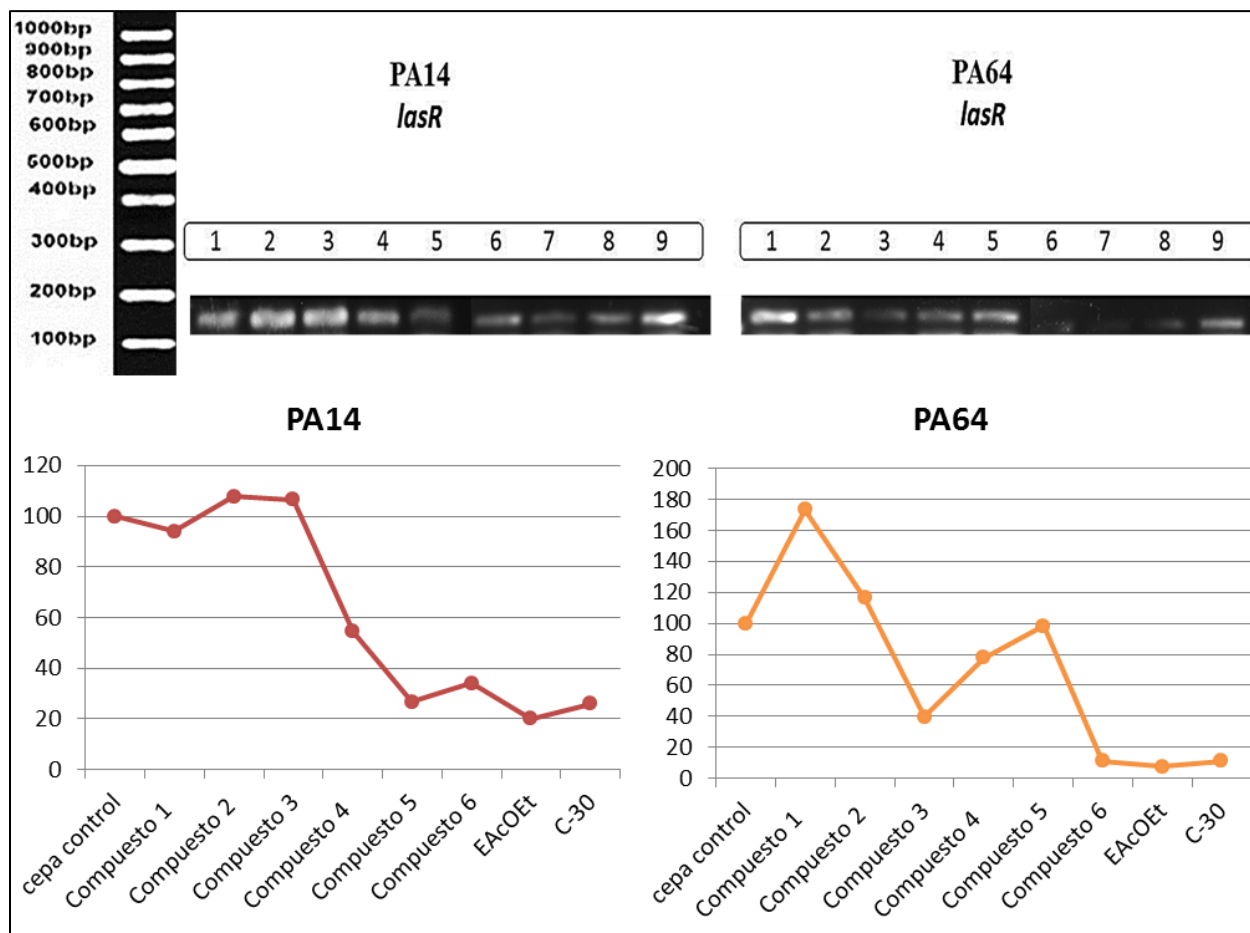 1000bp
900bp
800bp
700bp
600bp
500bp
400bp
300bp
200bp
100bp
PA14
lasR
1 2 3 4 5 6 7 8 9
PA64
lasR
1 2 3 4 5 6 7 8 9
PA14
120
100
80
60
40
20
0
cepa control
Compuesto 1
Compuesto 2
Compuesto 3
Compuesto 4
Compuesto 5
Compuesto 6
EAcOEt
C-30
PA64
200
180
160
140
120
100
80
60
40
20
0
cepa control
Compuesto 1
Compuesto 2
Compuesto 3
Compuesto 4
Compuesto 5
Compuesto 6
EAcOEt
C-30